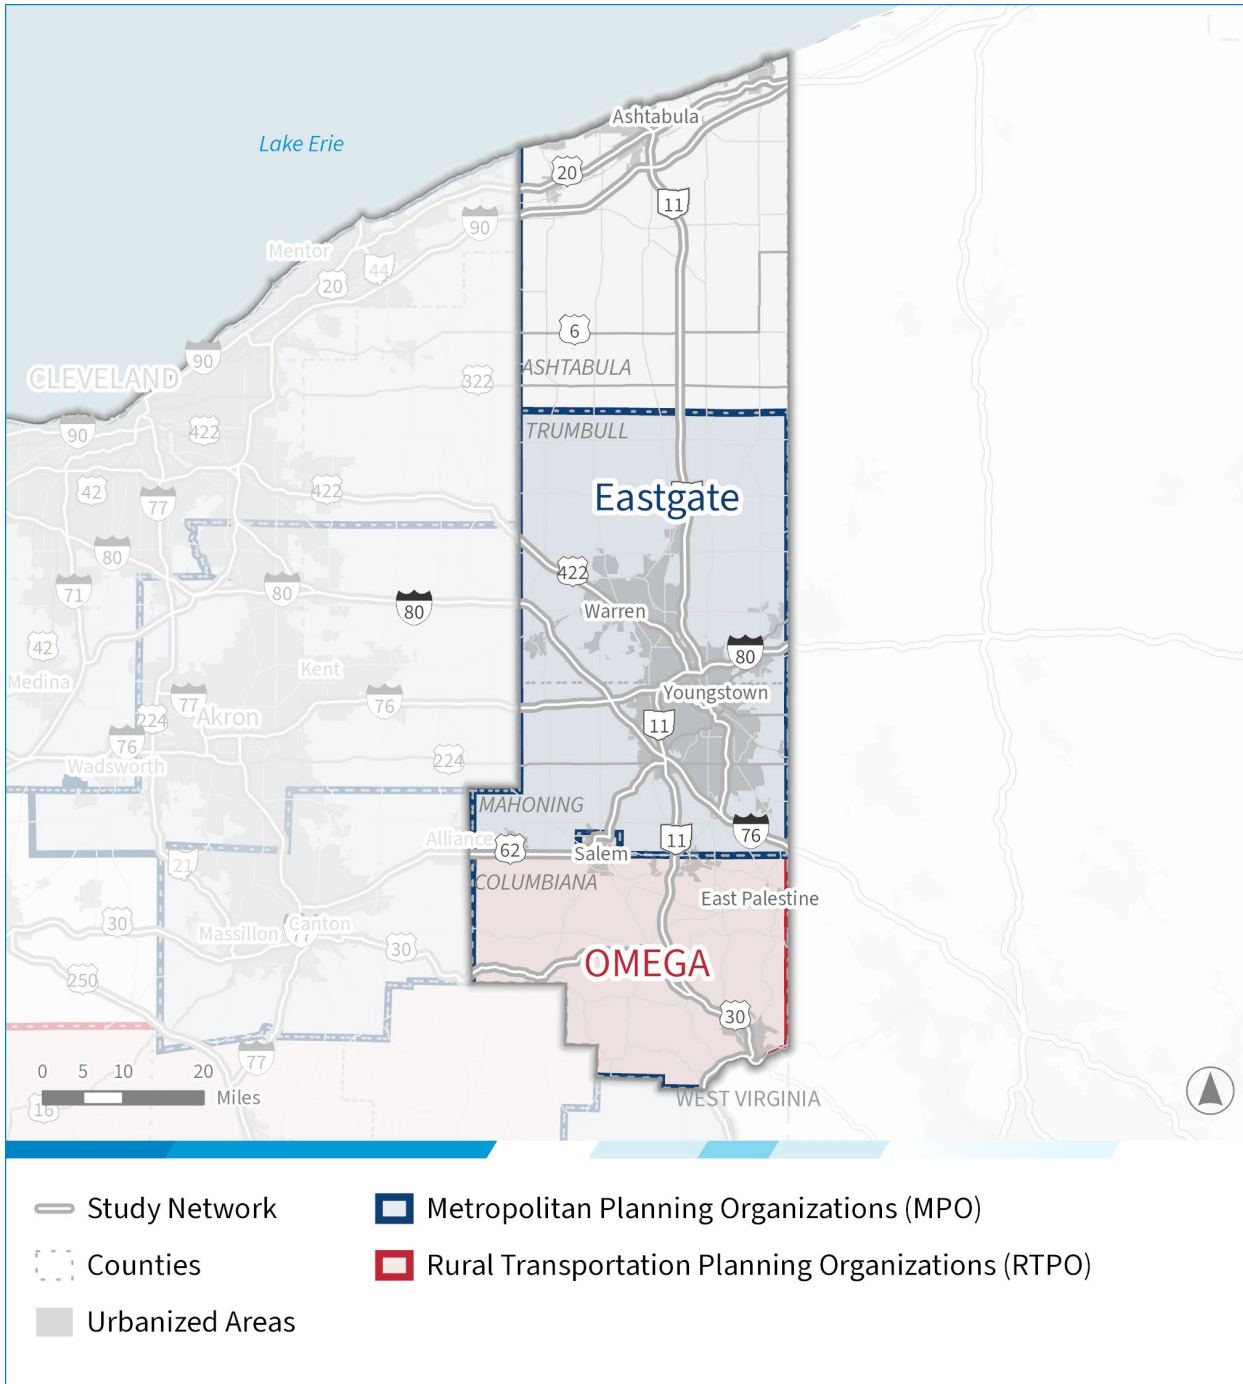 Ashtabula
Lake Erie
20
11
90
Mentor
44
20
6
90
ASHTABULA
CLEVELAND
322
TRUMBULL
90
422
42
422
77
Eastgate
80
422
71
80
80
Warren
42
80
Kent
Medina
77
76
Youngstown
224
Akron
11
76
224
Wadsworth
MAHONING
76
Alliance
62
11
Salem
21
COLUMBIANA
East Palestine
30
Massillon
Canton
30
OMEGA
250
30
77
0 5 10 20
Miles
16
WEST VIRGINIA
Study Network
Counties
Urbanized Areas
Metropolitan Planning Organizations (MPO)
Rural Transportation Planning Organizations (RTPO)